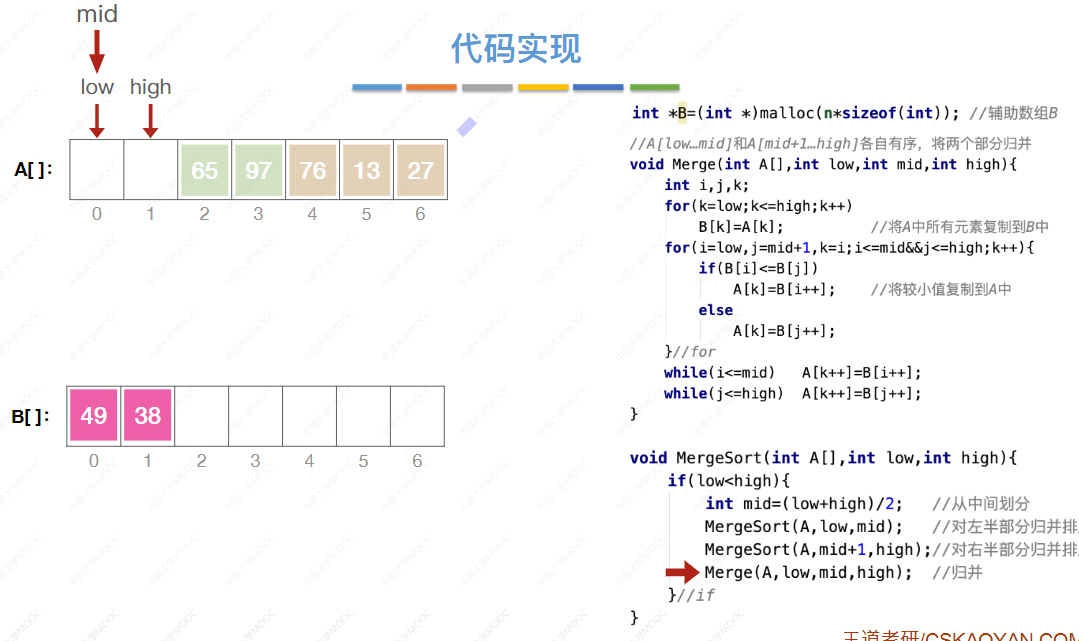 mid
low high
代码实现
A[ ]:
65 97 76 13 27
0 1 2 3 4 5 6
B[ ]:
49 38
0 1 2 3 4 5 6
int *B=(int *)malloc(n*sizeof(int)); //辅助数组B
//A[low…mid]和A[mid+1…high]各自有序，将两个部分归并
void Merge(int A[],int low,int mid,int high){
int i,j,k;
for(k=low;k<=high;k++)
B[k]=A[k]; //将A中所有元素复制到B中
for(i=low,j=mid+1,k=i;i<=mid&&j<=high;k++){
if(B[i]<=B[j])
A[k]=B[i++]; //将较小值复制到A中
else
A[k]=B[j++];
}//for
while(i<=mid) A[k++]=B[i++];
while(j<=high) A[k++]=B[j++];
}
void MergeSort(int A[],int low,int high){
if(low<high){
int mid=(low+high)/2; //从中间划分
MergeSort(A,low,mid); //对左半部分归并排
MergeSort(A,mid+1,high);//对右半部分归并排
Merge(A,low,mid,high); //归并
}//if
}
王道考研/CSKAOYAN.COM